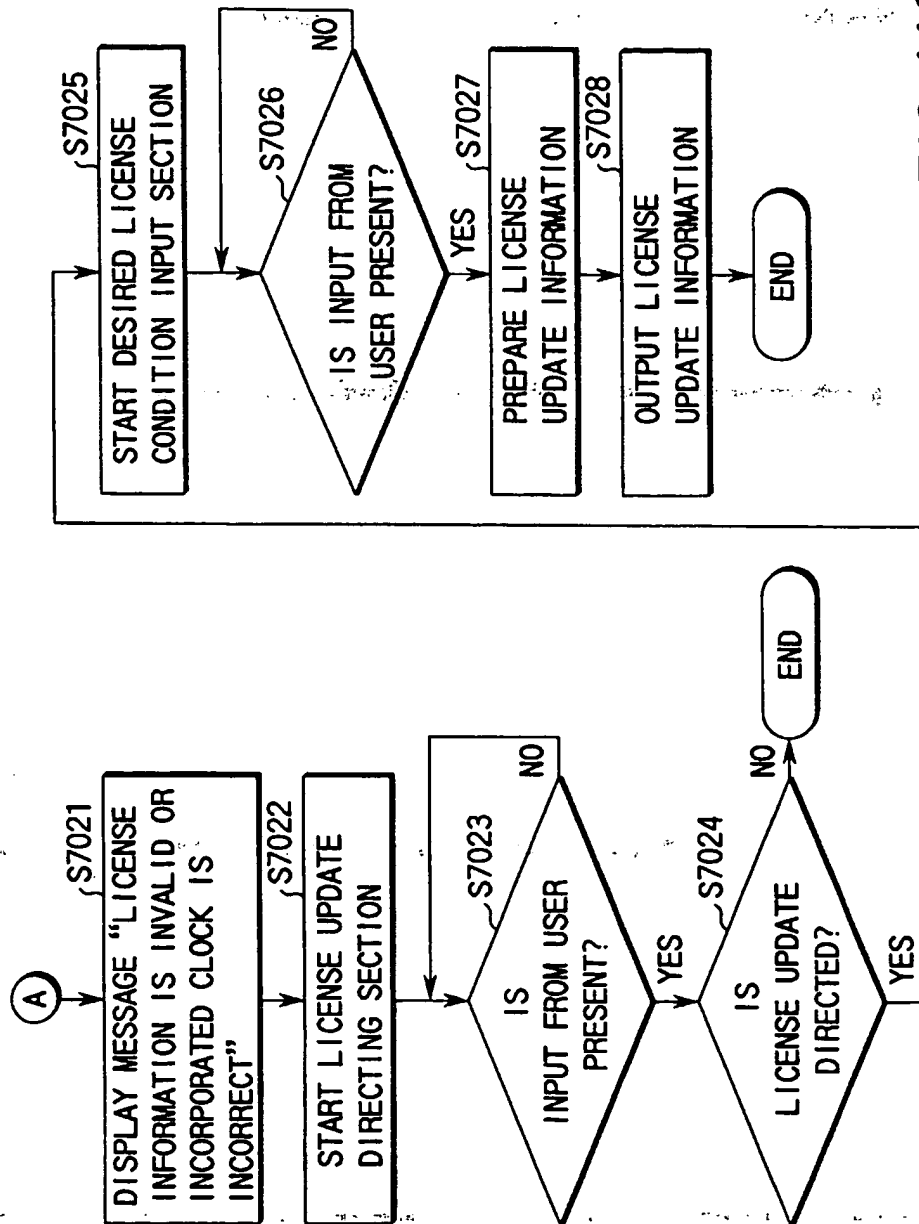 A
S7021
DISPLAY MESSAGE “LICENSE
INFORMATION IS INVALID OR
INCORPORATED CLOCK IS
INCORRECT”
S7022
START LICENSE UPDATE
DIRECTING SECTION
S7023
IS
INPUT FROM USER
PRESENT?
NO
YES
S7024
IS
LICENSE UPDATE
DIRECTED?
NO
END
YES
S7025
START DESIRED LICENSE
CONDITION INPUT SECTION
S7026
IS INPUT FROM
USER PRESENT?
NO
YES
S7027
PREPARE LICENSE
UPDATE INFORMATION
S7028
OUTPUT LICENSE
UPDATE INFORMATION
END